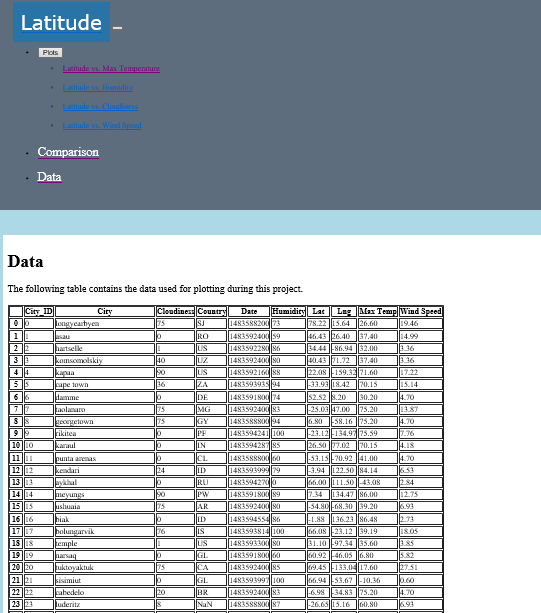 Latitude
Plots
Latitude vs. Max Temperature
Latitude vs. Humidity
Latitude vs. Cloudiness
Latitude vs. Wind Speed
Comparison
Data
Data
The following table contains the data used for plotting during this project.
City_ID City Cloudiness Country Date Humidity Lat Lng Max Temp Wind Speed
0 0 longyearbyen 75 SJ 1483588200 73 78.22 15.64 26.60 19.46
1 1 asau 0 RO 1483592400 59 46.43 26.40 37.40 14.99
2 2 hartselle 1 US 1483592280 86 34.44 -86.94 32.00 3.36
3 3 komsomolskiy 40 UZ 1483592400 80 40.43 71.72 37.40 3.36
4 4 kapaa 90 US 1483592160 88 22.08 -159.32 71.60 17.22
5 5 cape town 36 ZA 1483593935 94 -33.93 18.42 70.15 15.14
6 6 damme 0 DE 1483591800 74 52.52 8.20 30.20 4.70
7 7 taolanaro 75 MG 1483592400 83 -25.03 47.00 75.20 13.87
8 8 georgetown 75 GY 1483588800 94 6.80 -58.16 75.20 4.70
9 9 rikitea 0 PF 1483594241 100 -23.12 -134.97 75.59 7.76
10 10 karaul 0 IN 1483594287 85 26.50 77.02 70.15 4.18
11 11 punta arenas 0 CL 1483588800 60 -53.15 -70.92 41.00 4.70
12 12 kendari 24 ID 1483593999 79 -3.94 122.50 84.14 6.53
13 13 aykhal 0 RU 1483594270 0 66.00 111.50 -43.08 2.84
14 14 meyungs 90 PW 1483591800 89 7.34 134.47 86.00 12.75
15 15 ushuaia 75 AR 1483592400 80 -54.80 -68.30 39.20 6.93
16 16 biak 0 ID 1483594554 86 -1.88 136.23 86.48 2.73
17 17 bolungarvik 76 IS 1483593814 100 66.08 -23.12 39.19 18.05
18 18 temple 1 US 1483593300 80 31.10 -97.34 35.60 3.85
19 19 narsaq 0 GL 1483591800 60 60.92 -46.05 6.80 5.82
20 20 tuktoyaktuk 75 CA 1483592400 85 69.45 -133.04 17.60 27.51
21 21 sisimiut 0 GL 1483593997 100 66.94 -53.67 -10.36 0.60
22 22 cabedelo 20 BR 1483592400 83 -6.98 -34.83 75.20 4.70
23 23 luderitz 8 NaN 1483588800 87 -26.65 15.16 60.80 6.93